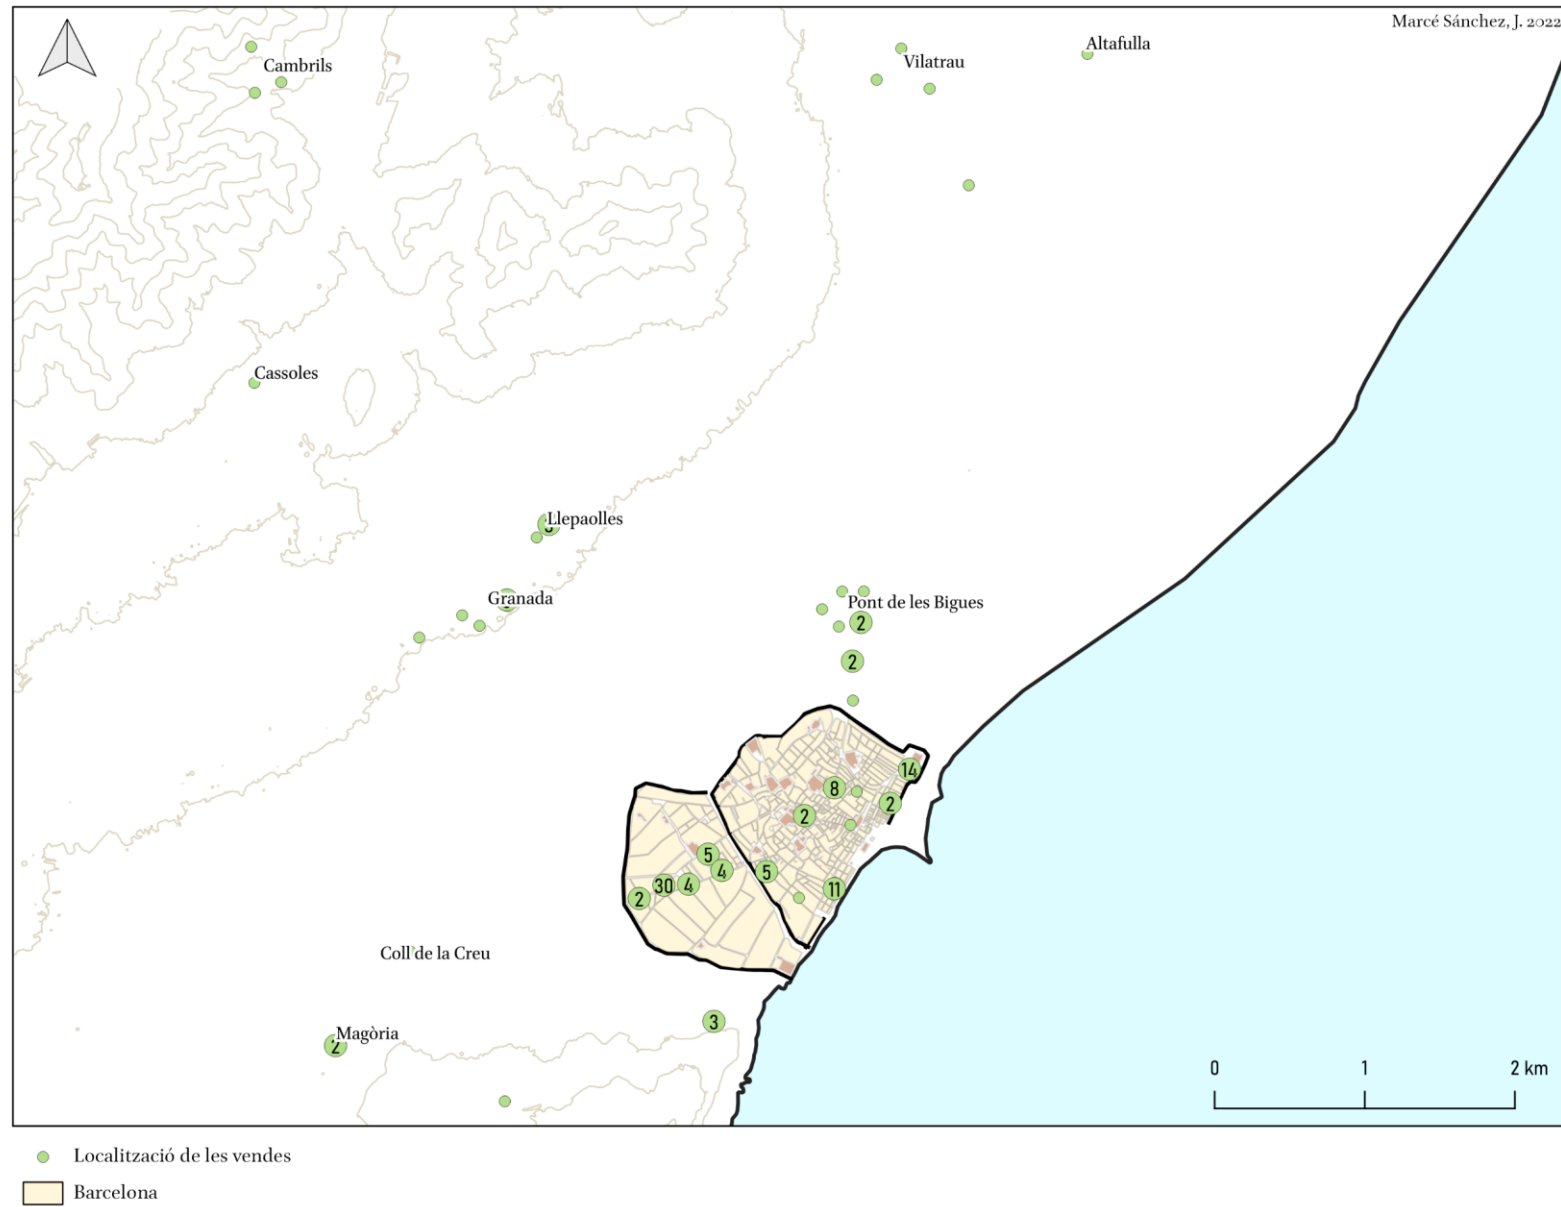 Marcé Sánchez, J. 2022
Altafulla
Vilatrau
Cambrils
Cassoles
Llepaolles
Granada
Pont de les Bigues
2
2
14
8
2
2
5
4
5
30
4
11
2
Coll de la Creu
3
Magòria
2
0 1 2 km
Localització de les vendes
Barcelona